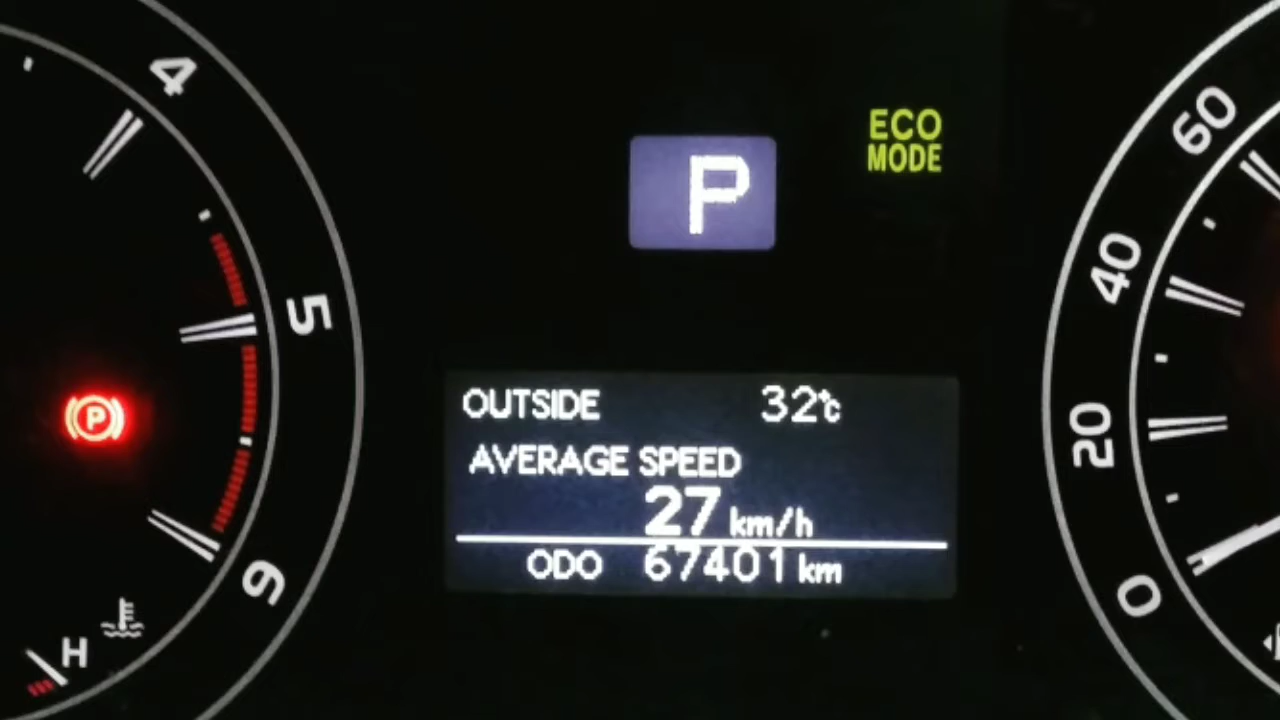 4
5
6
P
H
P
ECO
MODE
OUTSIDE 32℃
AVERAGE SPEED
27 km/h
ODO 67401 km
60
40
20
0